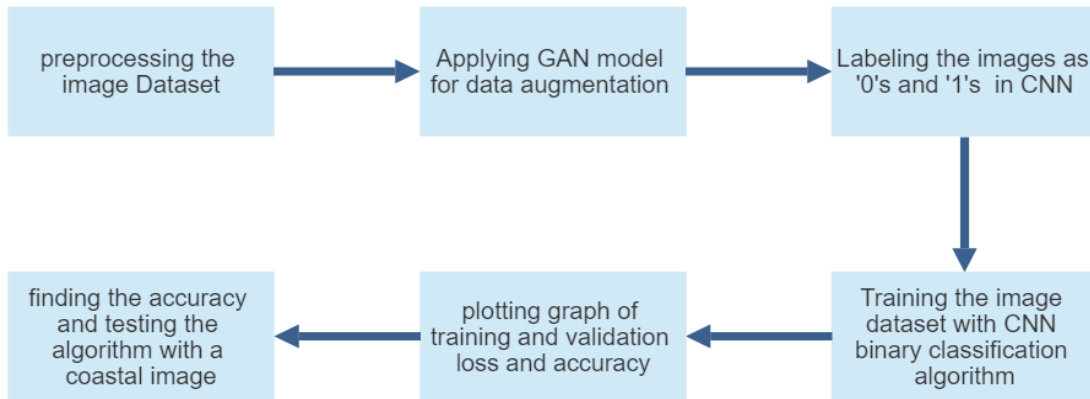 preprocessing the
image Dataset
Applying GAN model
for data augmentation
Labeling the images as
'0's and '1's  in CNN
Training the image
dataset with CNN
binary classification
algorithm
plotting graph of
training and validation
loss and accuracy
finding the accuracy
and testing the
algorithm with a
coastal image